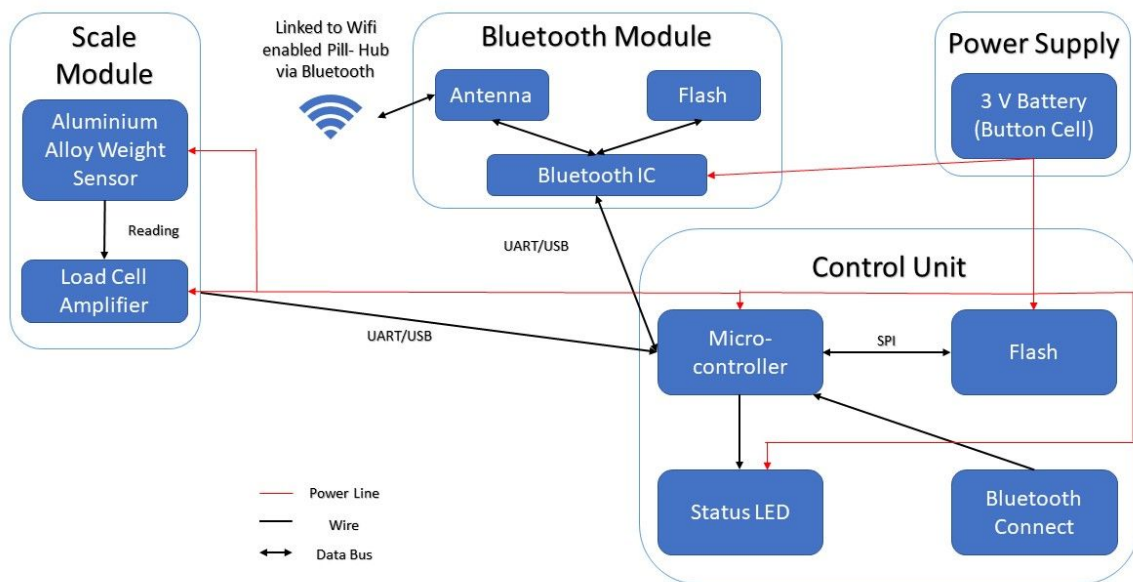 Scale
Module
Aluminium
Alloy Weight
Sensor
Reading
Load Cell
Amplifier
Linked to Wifi
enabled Pill- Hub
via Bluetooth
Bluetooth Module
Antenna
Flash
Bluetooth IC
Power Supply
3 V Battery
(Button Cell)
UART/USB
UART/USB
Control Unit
Micro-
controller
SPI
Flash
Status LED
Bluetooth
Connect
Power Line
Wire
Data Bus